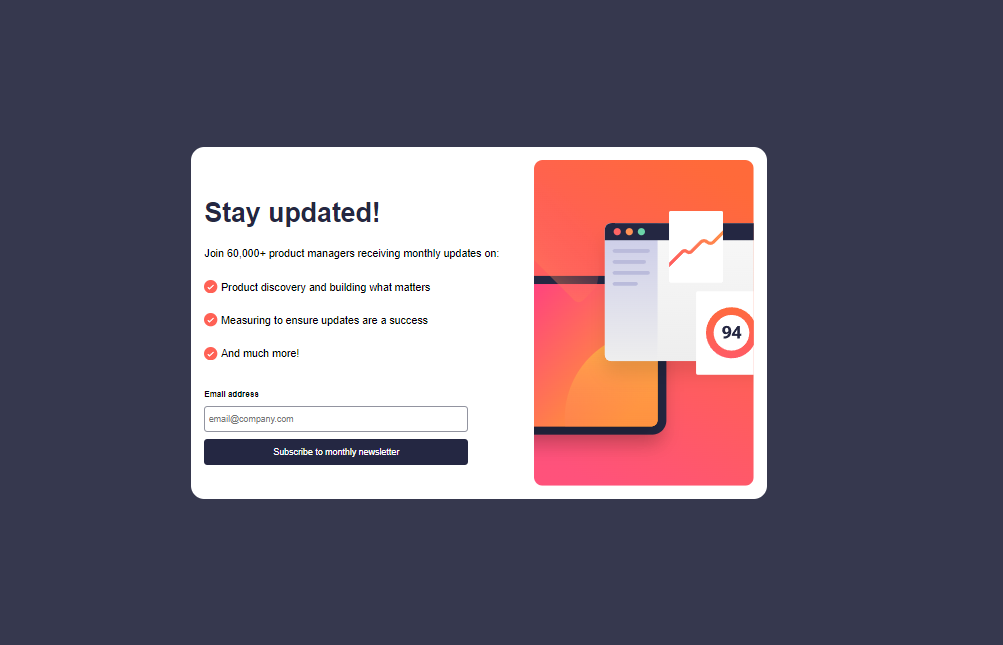 Stay updated!
Join 60,000+ product managers receiving monthly updates on:
Product discovery and building what matters
Measuring to ensure updates are a success
And much more!
Email address
email@company.com
Subscribe to monthly newsletter
94